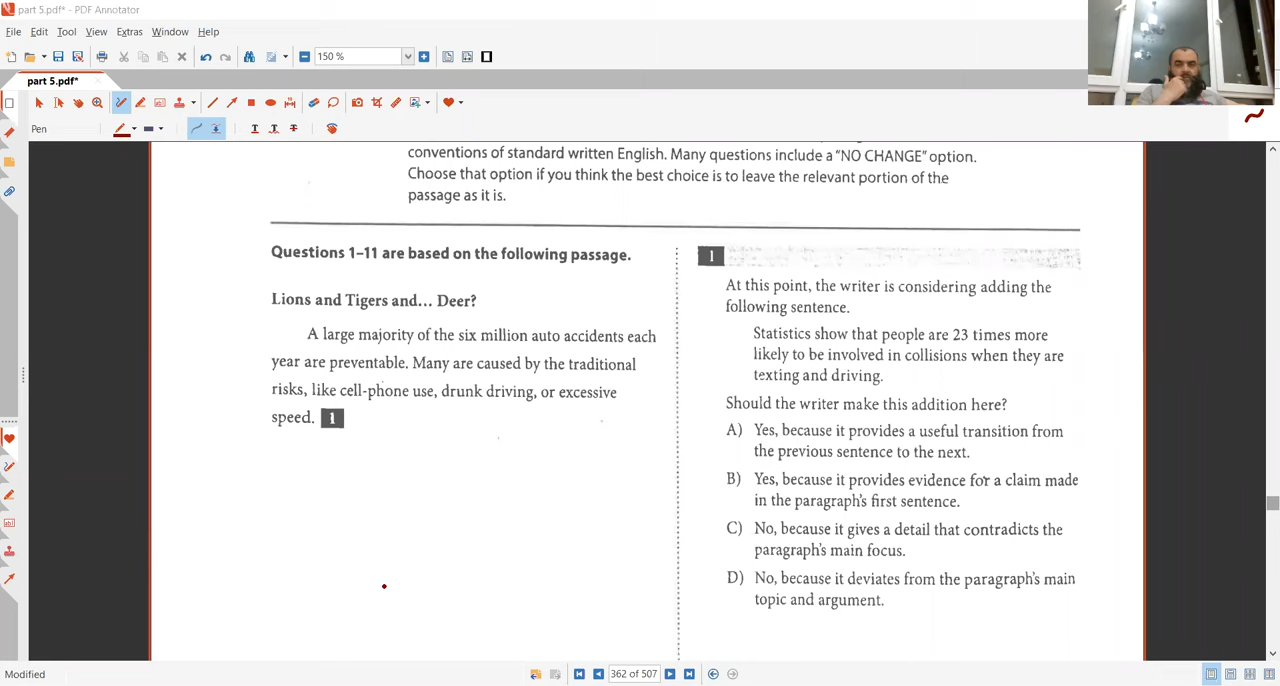 part 5.pdf* - PDF Annotator
File Edit Tool View Extras Window Help
150 %
part 5.pdf*
Pen
conventions of standard written English. Many questions include a “NO CHANGE” option.
Choose that option if you think the best choice is to leave the relevant portion of the
passage as it is.
Questions 1–11 are based on the following passage.
Lions and Tigers and... Deer?
A large majority of the six million auto accidents each
year are preventable. Many are caused by the traditional
risks, like cell-phone use, drunk driving, or excessive
speed. 1
1
At this point, the writer is considering adding the
following sentence.
Statistics show that people are 23 times more
likely to be involved in collisions when they are
texting and driving.
Should the writer make this addition here?
A) Yes, because it provides a useful transition from
the previous sentence to the next.
B) Yes, because it provides evidence for a claim made
in the paragraph’s first sentence.
C) No, because it gives a detail that contradicts the
paragraph’s main focus.
D) No, because it deviates from the paragraph’s main
topic and argument.
Modified
362 of 507